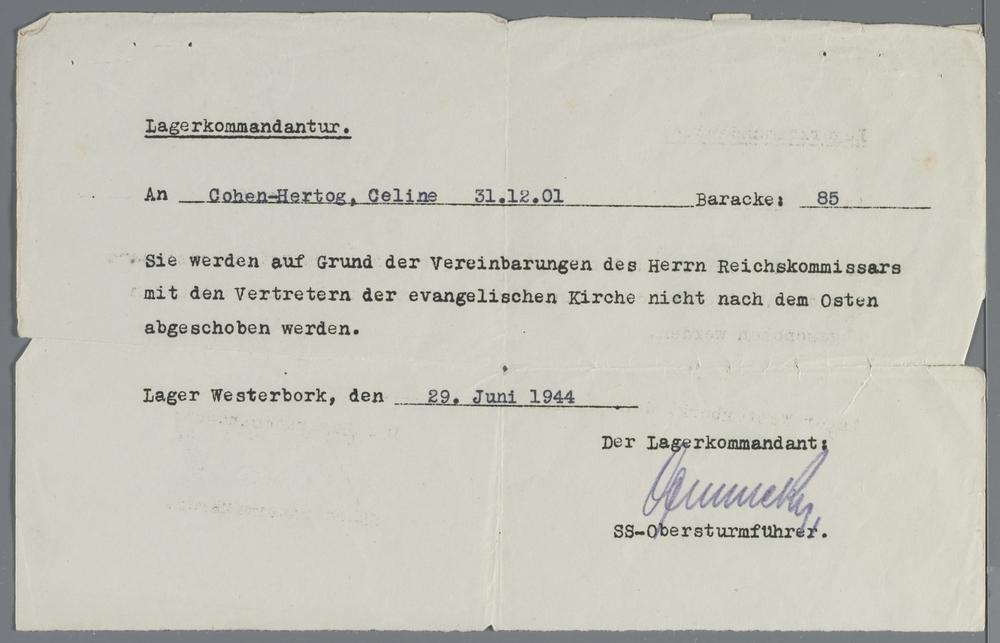 Lagerkommandantur.
An Cohen-Hertog, Celine 31.12.01 Baracke: 85
Sie werden auf Grund der Vereinbarungen des Herrn Reichskommissars
mit den Vertretern der evangelischen Kirche nicht nach dem Osten
abgeschoben werden.
Lager Westerbork, den 29. Juni 1944
Der Lagerkommandant:
Gemmeker
SS-Obersturmführer.